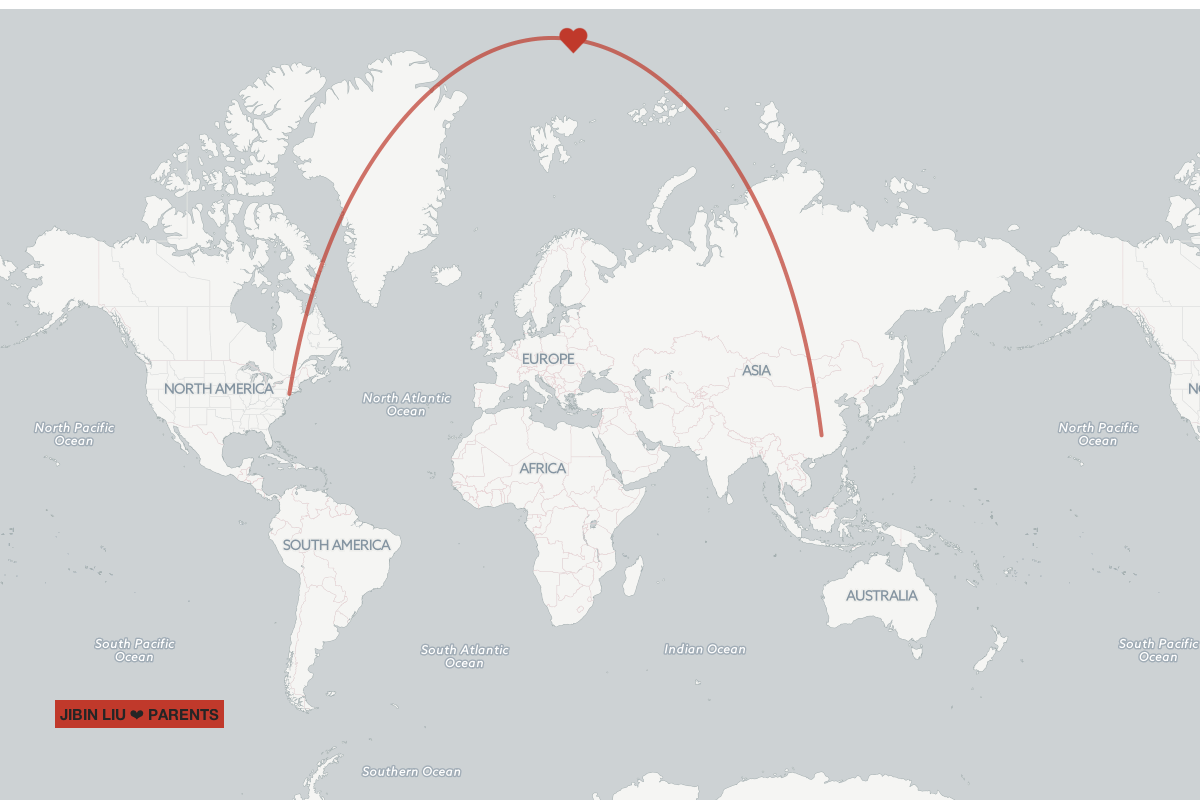 NORTH AMERICA
EUROPE
ASIA
North Atlantic
Ocean
North Pacific
Ocean
North Pacific
Ocean
AFRICA
SOUTH AMERICA
AUSTRALIA
South Pacific
Ocean
South Atlantic
Ocean
Indian Ocean
South Pacific
Ocean
JIBIN LIU ❤ PARENTS
Southern Ocean